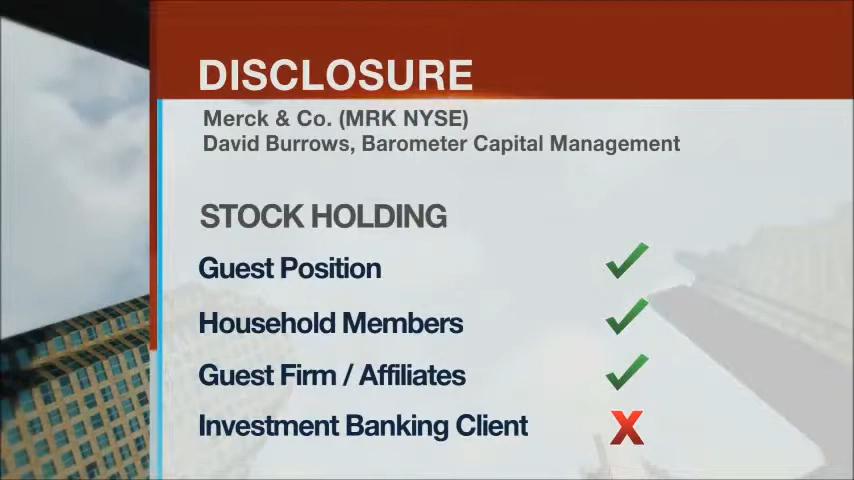 DISCLOSURE
Merck & Co. (MRK NYSE)
David Burrows, Barometer Capital Management
STOCK HOLDING
Guest Position
Household Members
Guest Firm / Affiliates
Investment Banking Client